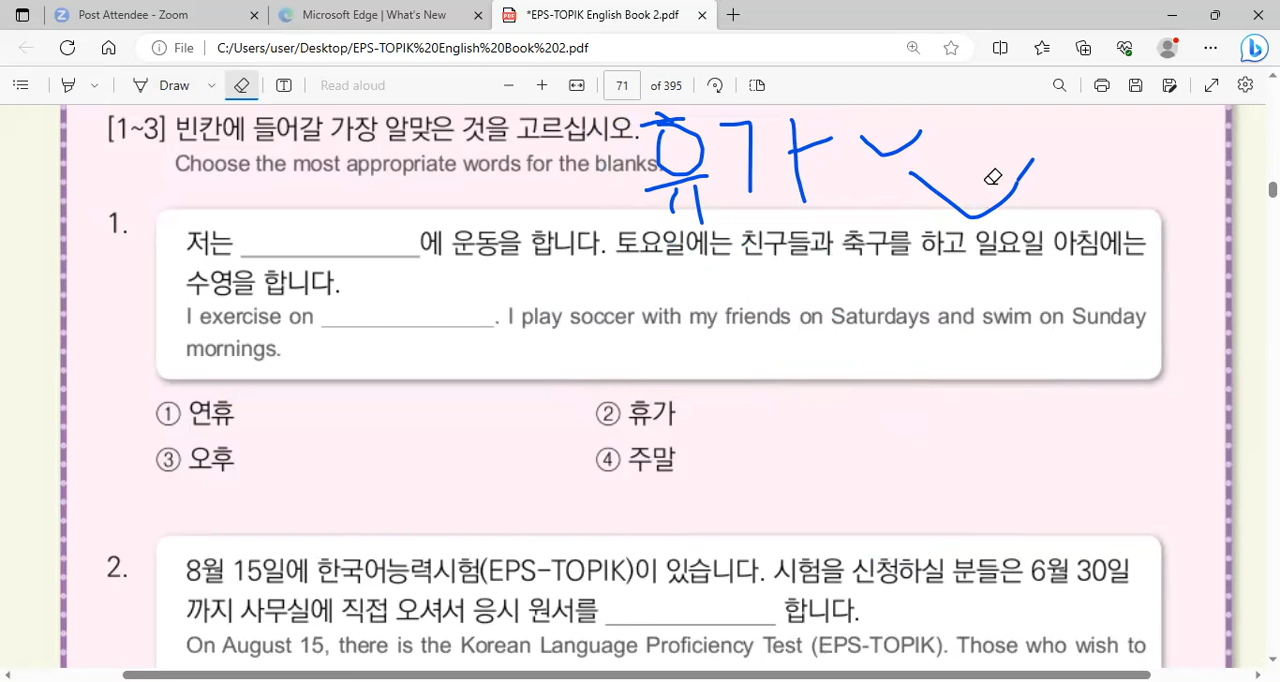 Post Attendee - Zoom
Microsoft Edge | What's New
*EPS-TOPIK English Book 2.pdf
File
C:/Users/user/Desktop/EPS-TOPIK%20English%20Book%202.pdf
Draw
Read aloud
71 of 395
[1~3] 빈칸에 들어갈 가장 알맞은 것을 고르십시오.
Choose the most appropriate words for the blanks.
휴가
1.
저는 ____________에 운동을 합니다. 토요일에는 친구들과 축구를 하고 일요일 아침에는
수영을 합니다.
I exercise on ____________. I play soccer with my friends on Saturdays and swim on Sunday
mornings.
① 연휴 ② 휴가
③ 오후 ④ 주말
2.
8월 15일에 한국어능력시험(EPS-TOPIK)이 있습니다. 시험을 신청하실 분들은 6월 30일
까지 사무실에 직접 오셔서 응시 원서를 ____________ 합니다.
On August 15, there is the Korean Language Proficiency Test (EPS-TOPIK). Those who wish to